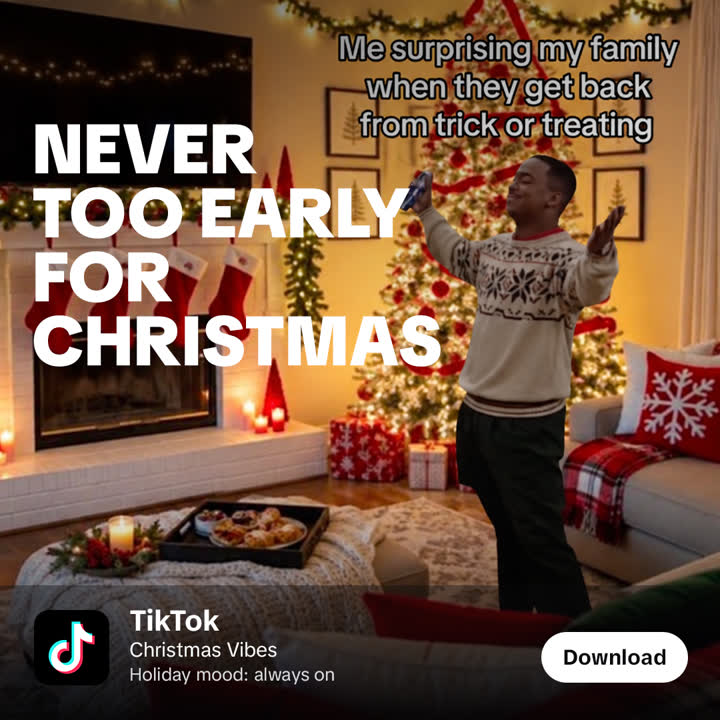 Me surprising my family
when they get back
from trick or treating
NEVER
TOO EARLY
FOR
CHRISTMAS
TikTok
Christmas Vibes
Holiday mood: always on
Download